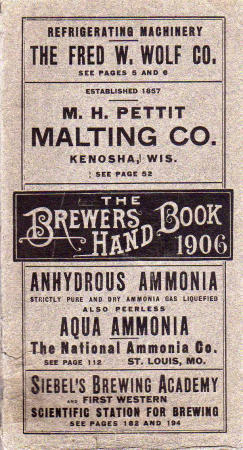 REFRIGERATING MACHINERY
THE FRED W. WOLF CO.
SEE PAGES 5 AND 6
ESTABLISHED 1857
M. H. PETTIT
MALTING CO.
KENOSHA, WIS.
SEE PAGE 52
THE
BREWERS
HAND BOOK
1906
ANHYDROUS AMMONIA
STRICTLY PURE AND DRY AMMONIA GAS LIQUEFIED
ALSO PEERLESS
AQUA AMMONIA
The National Ammonia Co.
SEE PAGE 112 ST. LOUIS, MO.
SIEBEL'S BREWING ACADEMY
AND FIRST WESTERN
SCIENTIFIC STATION FOR BREWING
SEE PAGES 182 AND 194